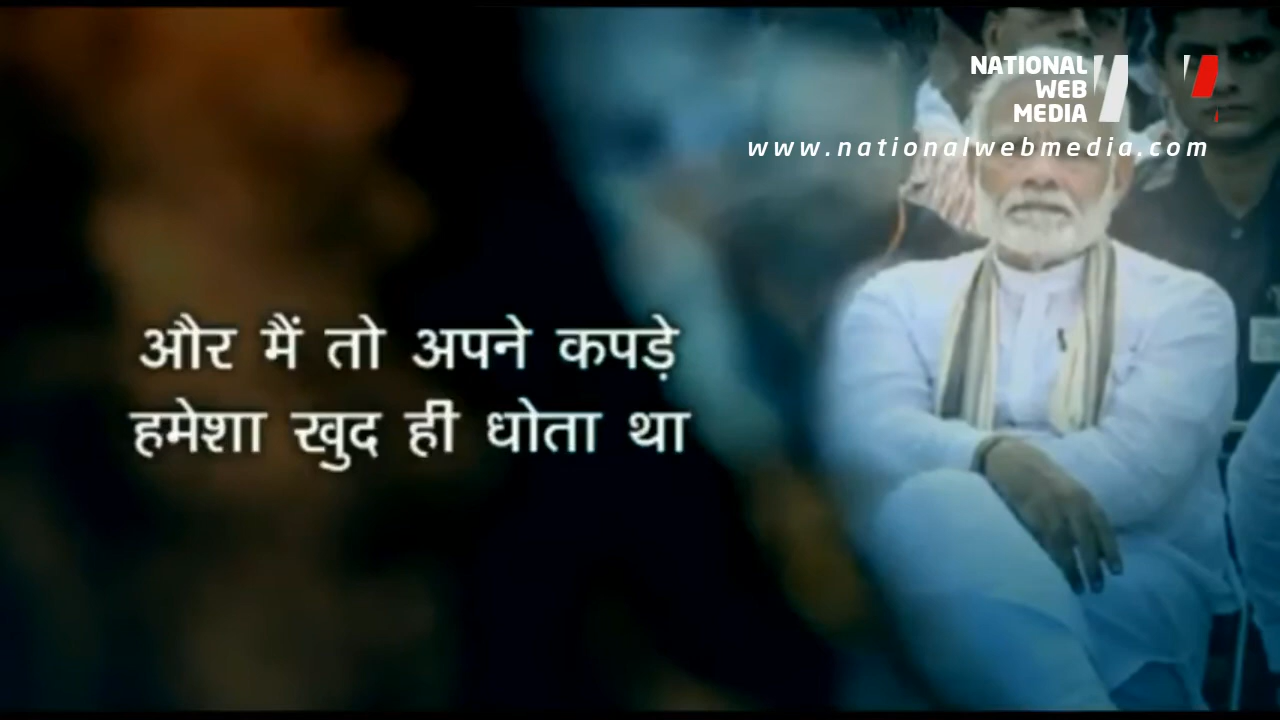 NATIONAL
WEB
MEDIA
www.nationalwebmedia.com
और मैं तो अपने कपड़े
हमेशा खुद ही धोता था